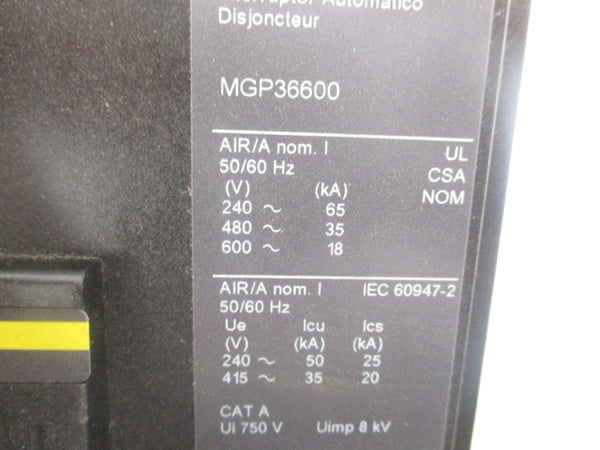 Automático
Disjoncteur
MGP36600
AIR/A nom. I UL
50/60 Hz CSA
(V) (kA) NOM
240 ~ 65
480 ~ 35
600 ~ 18
AIR/A nom. I IEC 60947-2
50/60 Hz
Ue Icu Ics
(V) (kA) (kA)
240 ~ 50 25
415 ~ 35 20
CAT A
Ui 750 V Uimp 8 kV